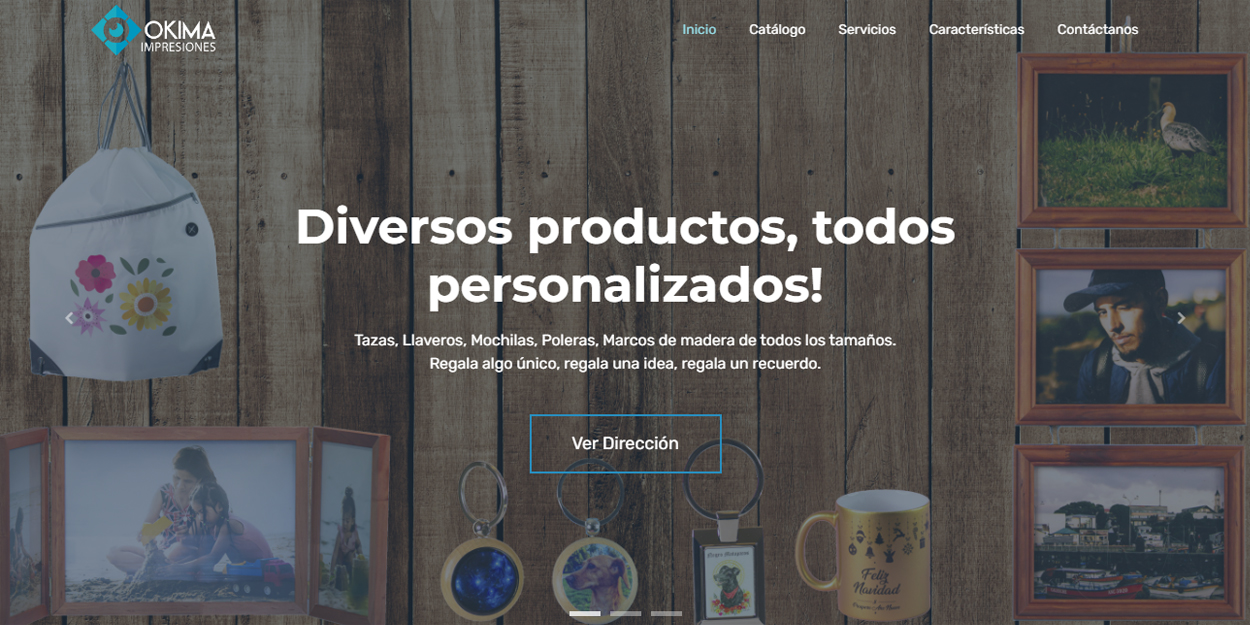 OKIMA
IMPRESIONES
Inicio
Catálogo
Servicios
Características
Contáctanos
Diversos productos, todos
personalizados!
Tazas, Llaveros, Mochilas, Poleras, Marcos de madera de todos los tamaños.
Regala algo único, regala una idea, regala un recuerdo.
Ver Dirección
Feliz
Navidad